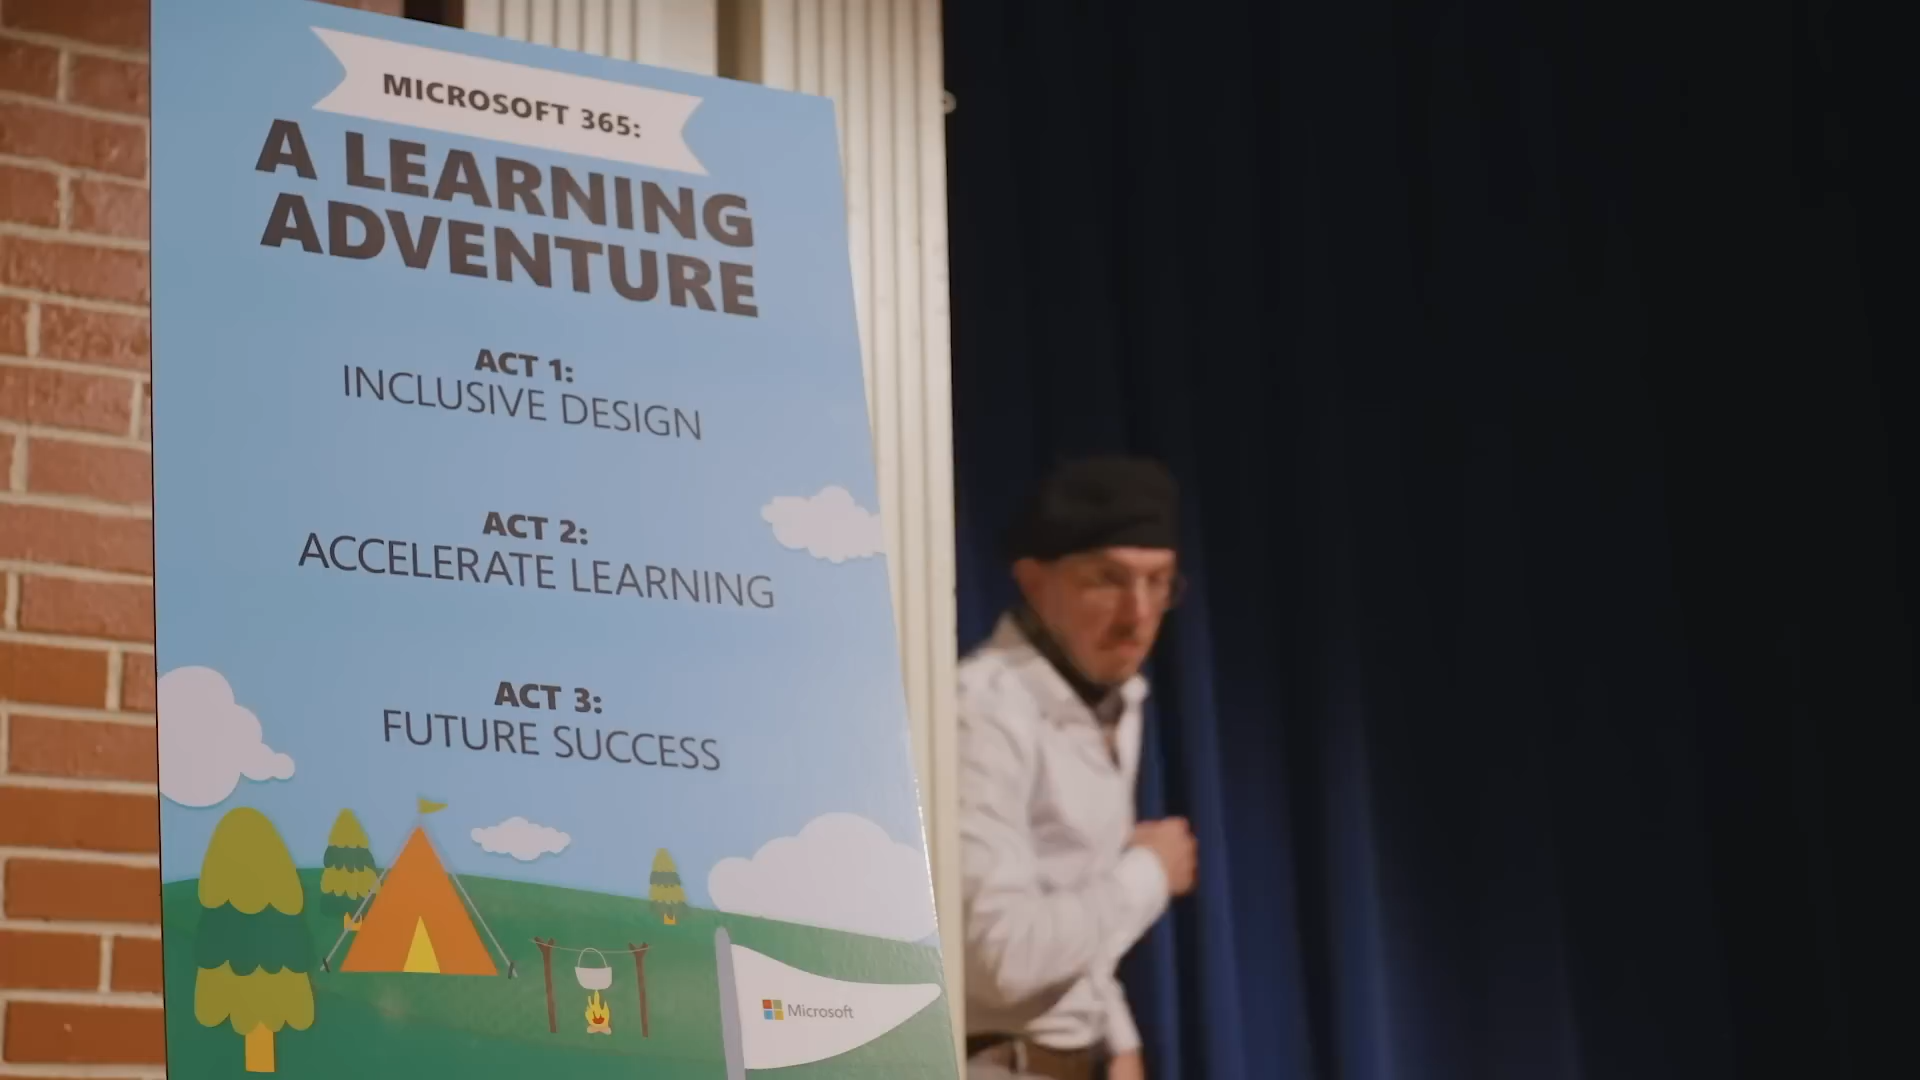 MICROSOFT 365:
A LEARNING
ADVENTURE
ACT 1:
INCLUSIVE DESIGN
ACT 2:
ACCELERATE LEARNING
ACT 3:
FUTURE SUCCESS
Microsoft